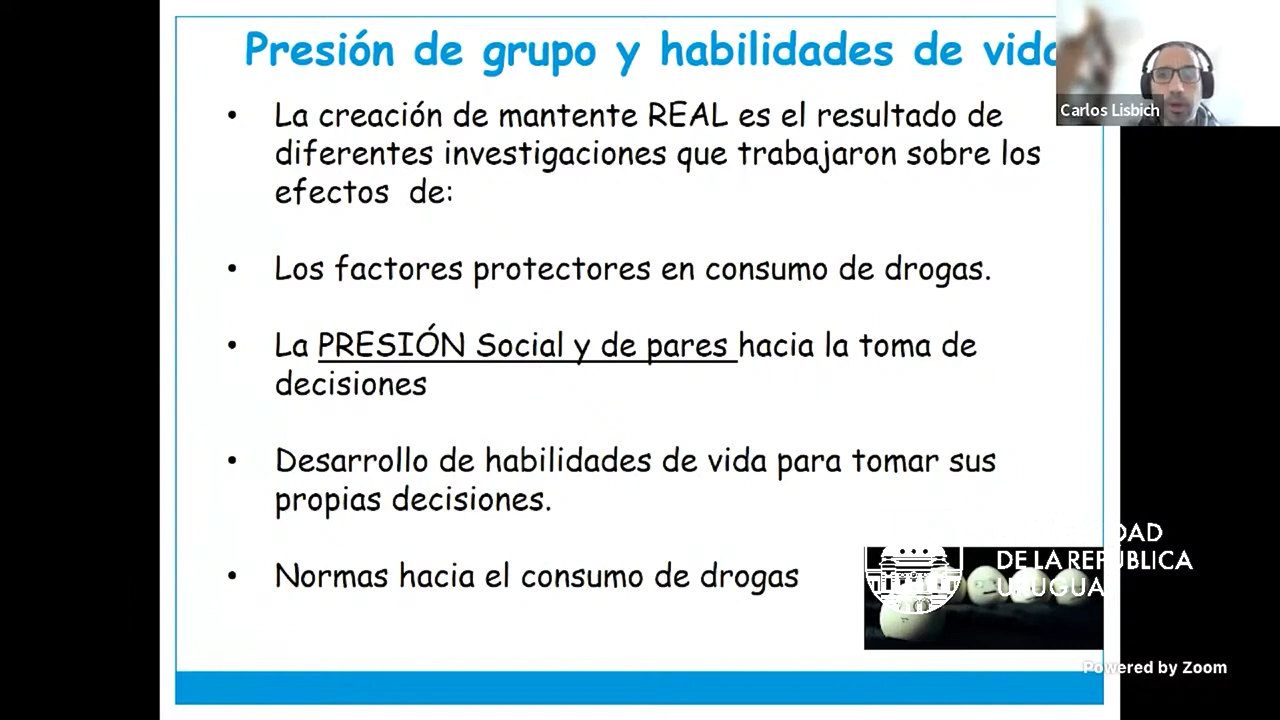 Presión de grupo y habilidades de vida
Carlos Lisbich
• La creación de mantente REAL es el resultado de
diferentes investigaciones que trabajaron sobre los
efectos de:
• Los factores protectores en consumo de drogas.
• La PRESIÓN Social y de pares hacia la toma de
decisiones
• Desarrollo de habilidades de vida para tomar sus
propias decisiones.
• Normas hacia el consumo de drogas
DE LA REPÚBLICA
URUGUA
Powered by Zoom